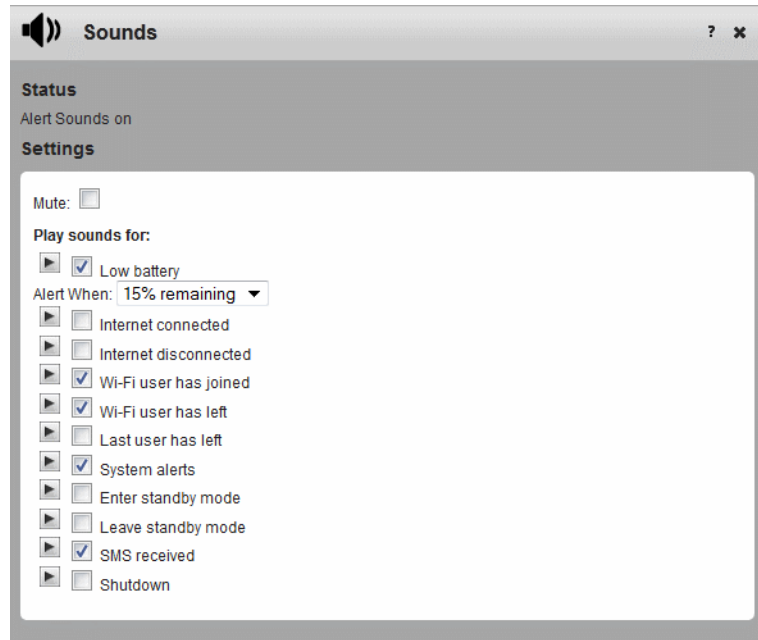 Sounds ? ✖
Status
Alert Sounds on
Settings
Mute:
Play sounds for:
Low battery
Alert When: 15% remaining
Internet connected
Internet disconnected
Wi-Fi user has joined
Wi-Fi user has left
Last user has left
System alerts
Enter standby mode
Leave standby mode
SMS received
Shutdown